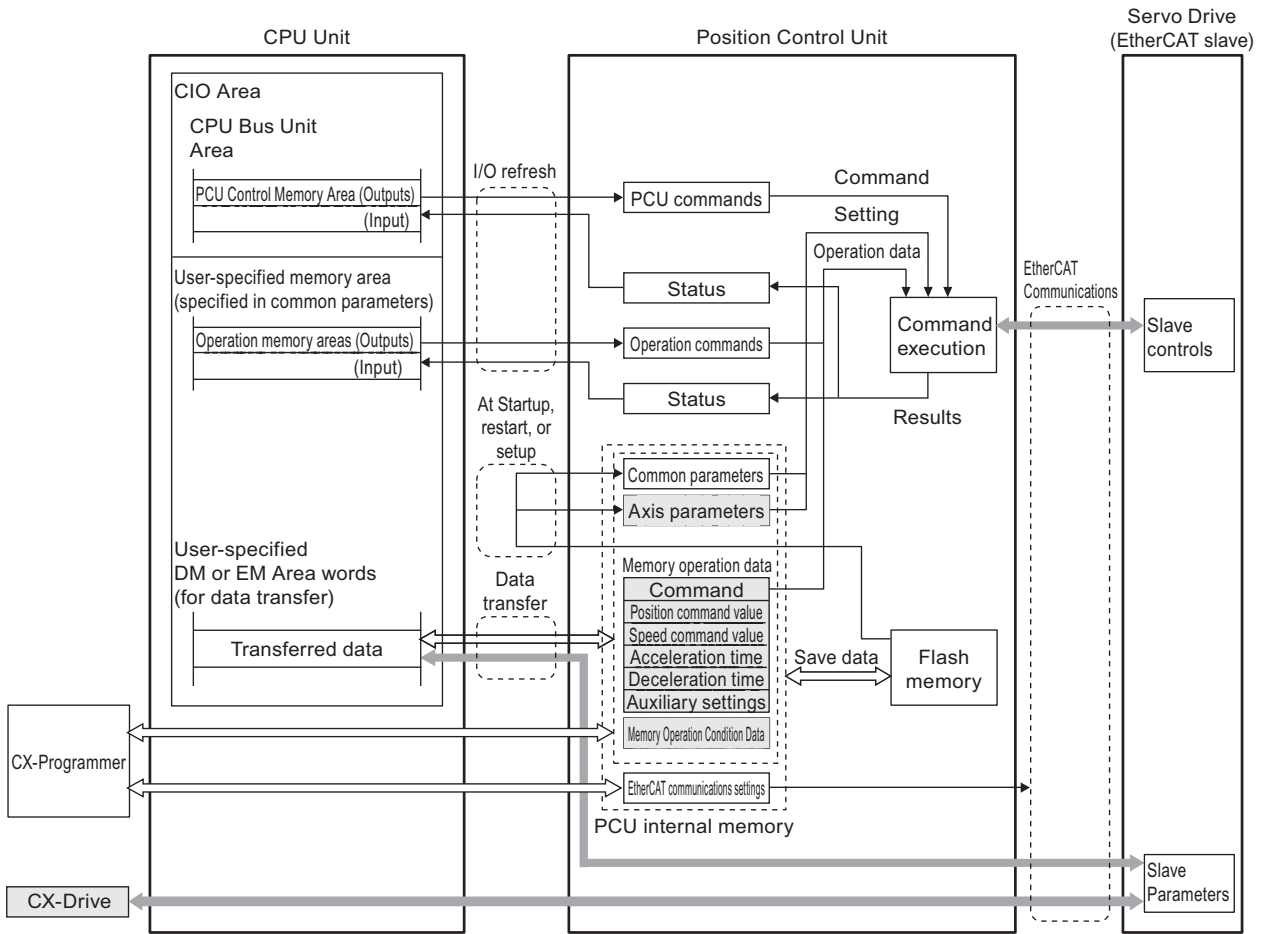 CPU Unit
Position Control Unit
Servo Drive
(EtherCAT slave)
CIO Area
CPU Bus Unit
Area
PCU Control Memory Area (Outputs)
(Input)
User-specified memory area
(specified in common parameters)
Operation memory areas (Outputs)
(Input)
User-specified
DM or EM Area words
(for data transfer)
Transferred data
I/O refresh
At Startup,
restart, or
setup
Data
transfer
PCU commands
Status
Operation commands
Status
Command
Setting
Operation data
Command
execution
Results
Common parameters
Axis parameters
Memory operation data
Command
Position command value
Speed command value
Acceleration time
Deceleration time
Auxiliary settings
Memory Operation Condition Data
EtherCAT communications settings
PCU internal memory
Save data
Flash
memory
EtherCAT
Communications
Slave
controls
Slave
Parameters
CX-Programmer
CX-Drive